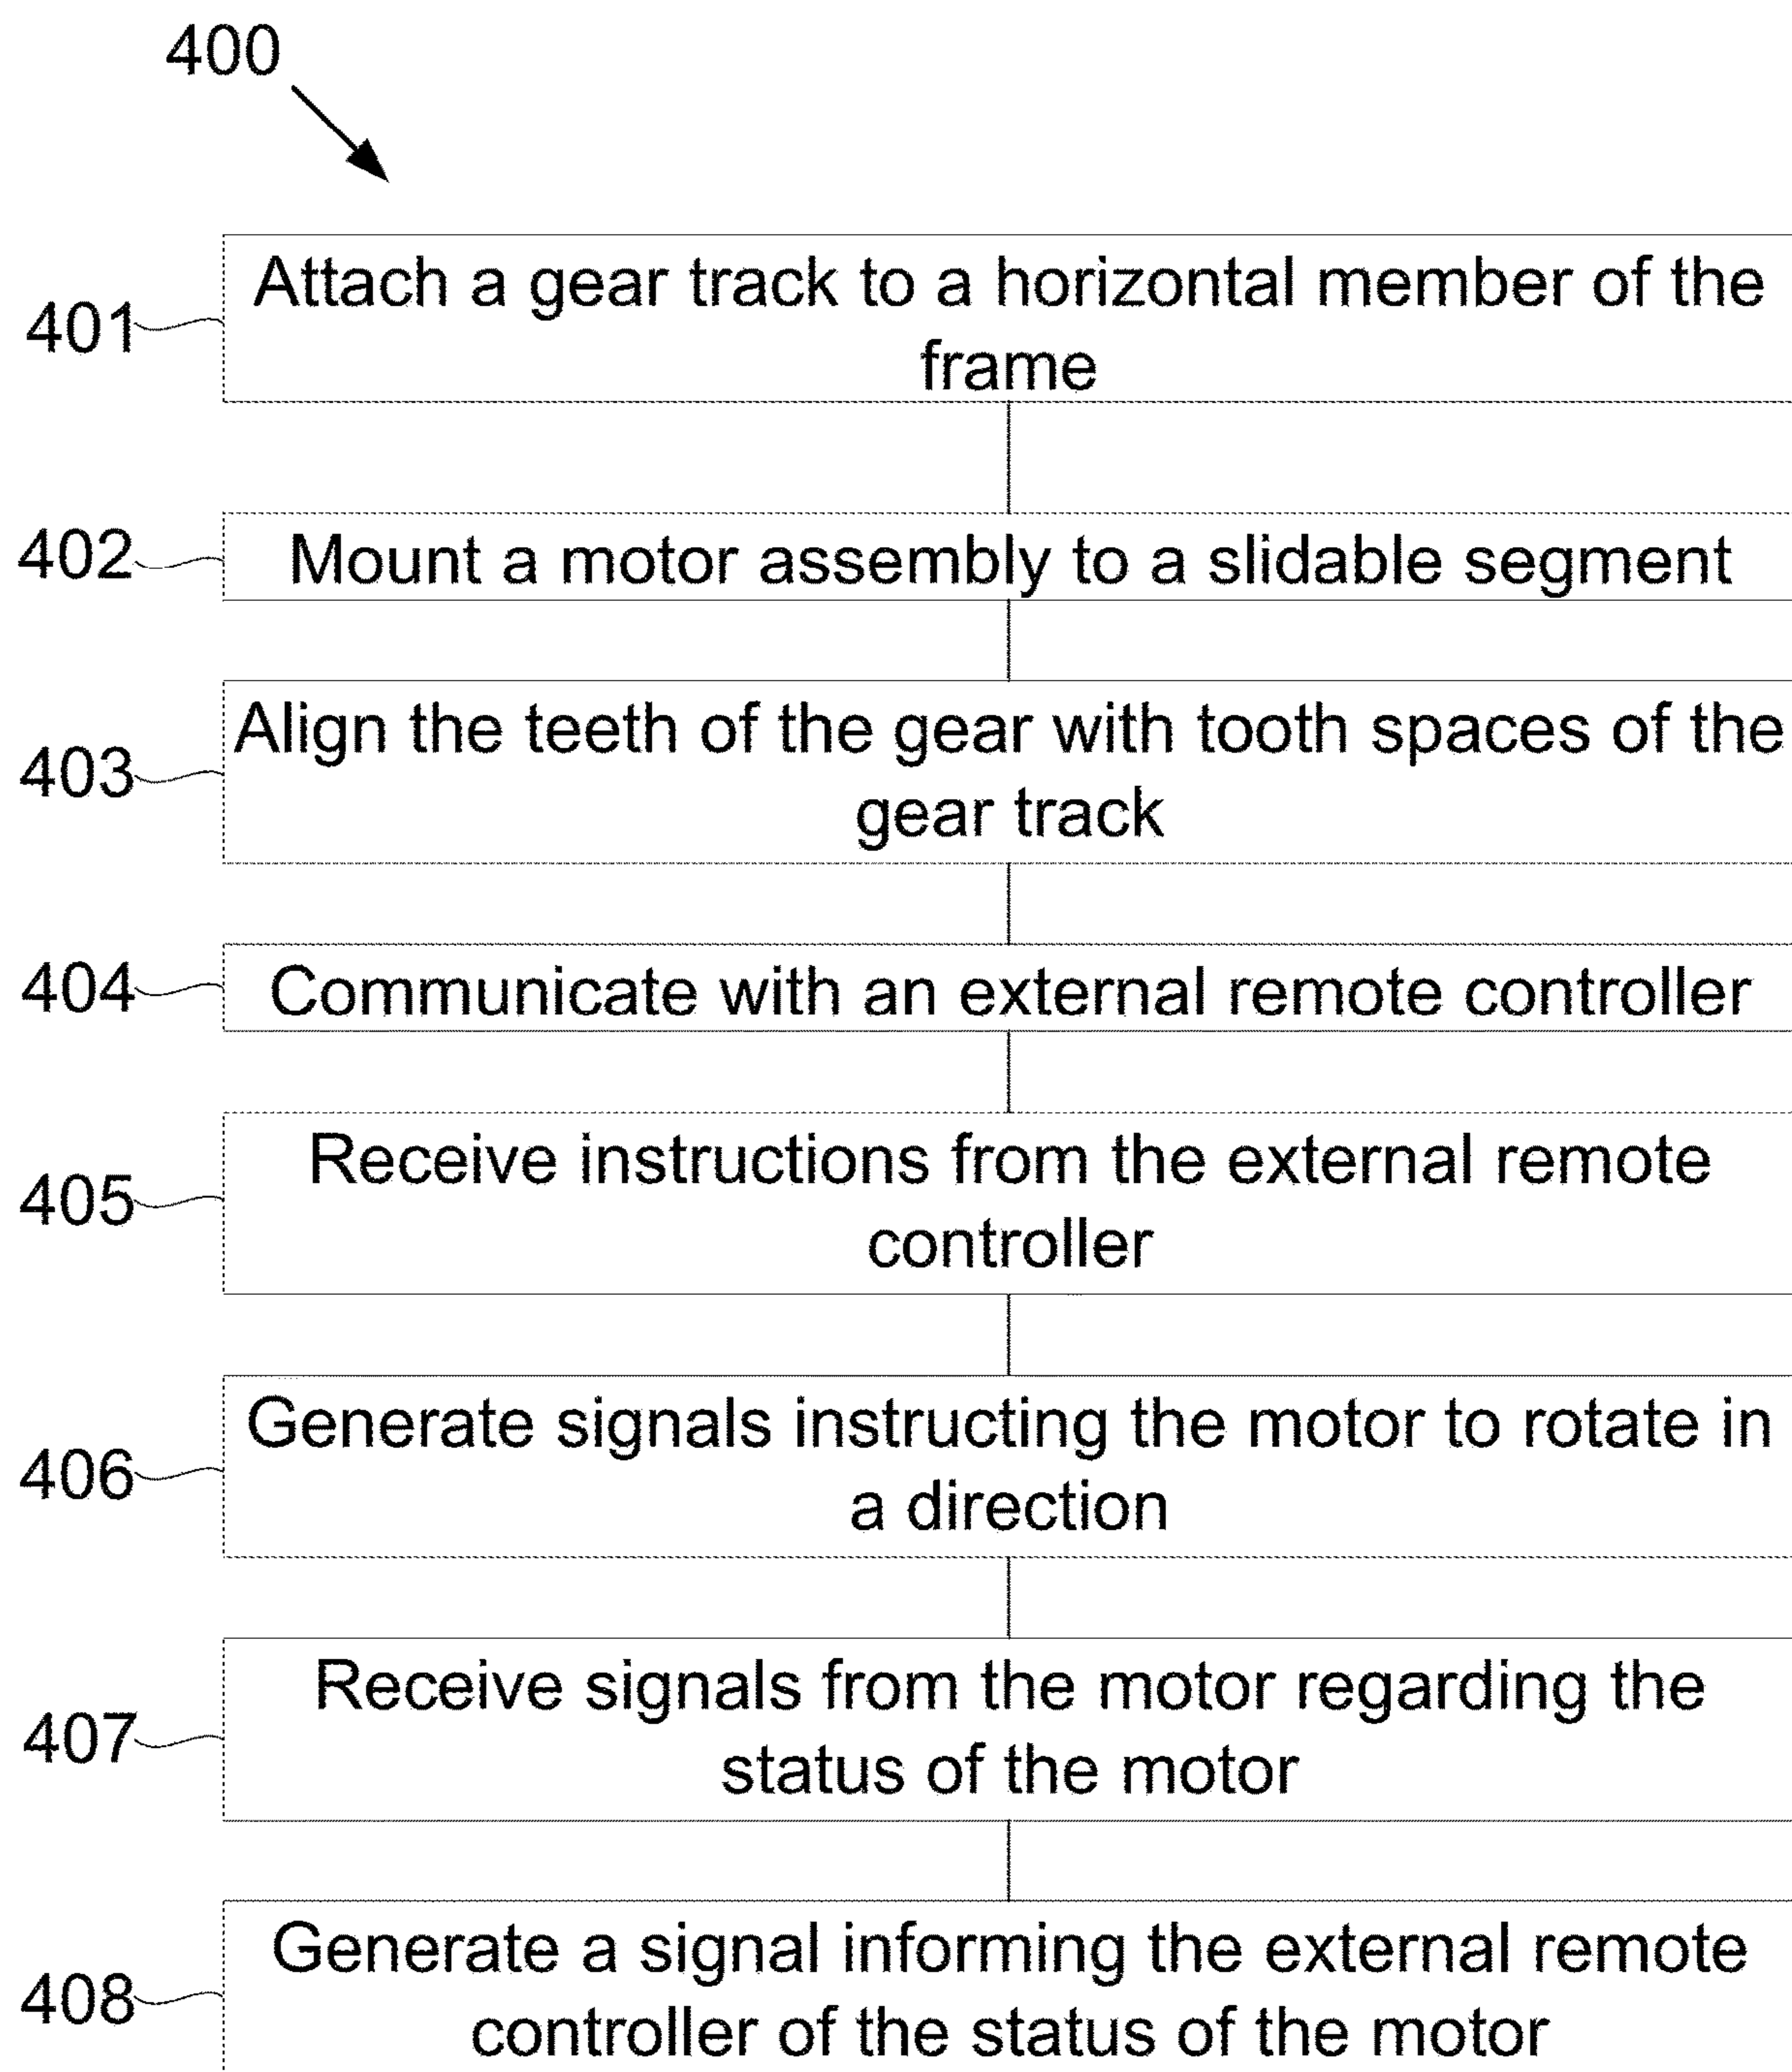 400
401
Attach a gear track to a horizontal member of the
frame
402
Mount a motor assembly to a slidable segment
403
Align the teeth of the gear with tooth spaces of the
gear track
404
Communicate with an external remote controller
405
Receive instructions from the external remote
controller
406
Generate signals instructing the motor to rotate in
a direction
407
Receive signals from the motor regarding the
status of the motor
408
Generate a signal informing the external remote
controller of the status of the motor